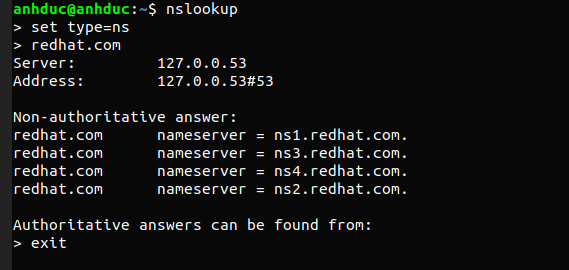 anhduc@anhduc:~$ nslookup
> set type=ns
> redhat.com
Server:         127.0.0.53
Address:        127.0.0.53#53

Non-authoritative answer:
redhat.com      nameserver = ns1.redhat.com.
redhat.com      nameserver = ns3.redhat.com.
redhat.com      nameserver = ns4.redhat.com.
redhat.com      nameserver = ns2.redhat.com.

Authoritative answers can be found from:
> exit